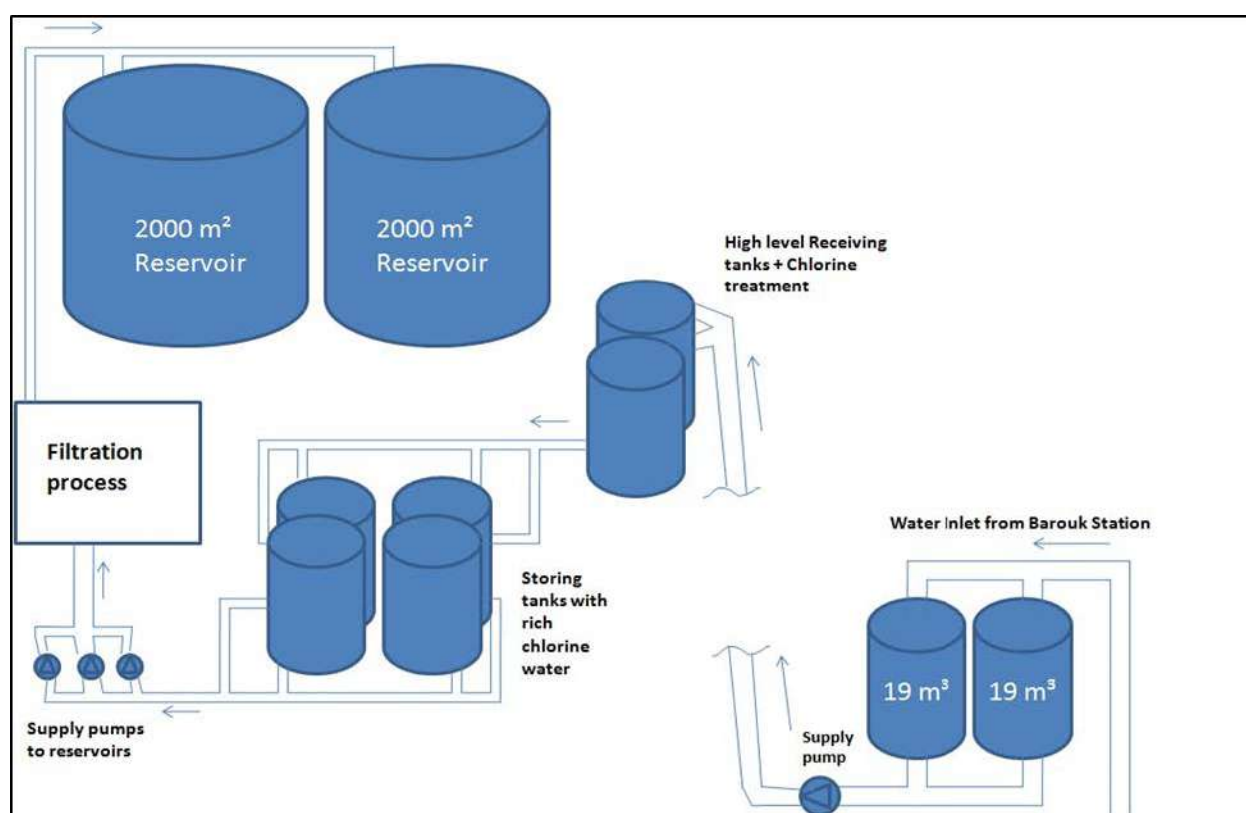 2000 m²
Reservoir
2000 m²
Reservoir
High level Receiving
tanks + Chlorine
treatment
Filtration
process
Storing
tanks with
rich
chlorine
water
Supply pumps
to reservoirs
Water Inlet from Barouk Station
19 m³
19 m³
Supply
pump